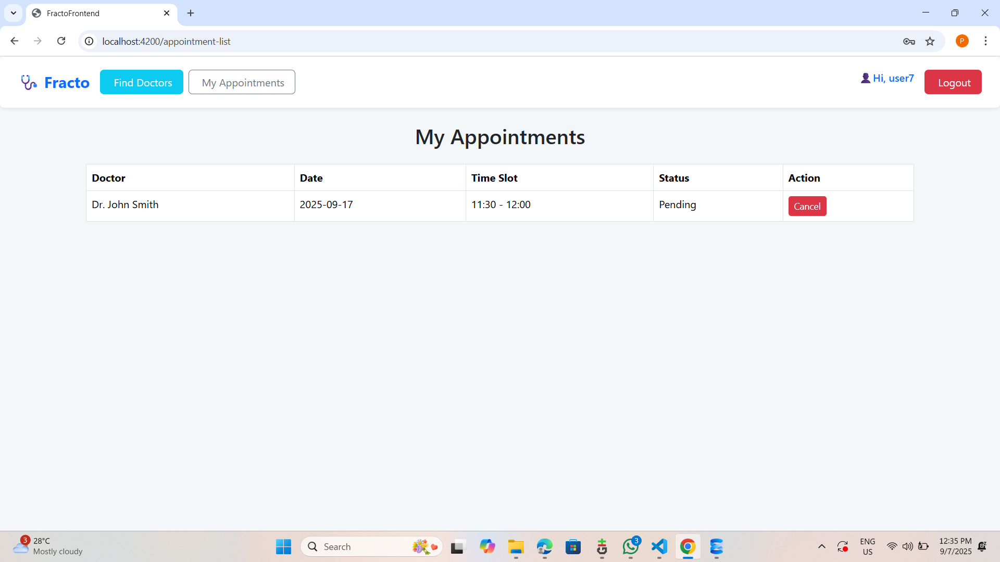 FractoFrontend
localhost:4200/appointment-list
P
Fracto
Find Doctors
My Appointments
Hi, user7
Logout
My Appointments
Doctor Date Time Slot Status Action
Dr. John Smith 2025-09-17 11:30 - 12:00 Pending Cancel
3
28°C
Mostly cloudy
Search
3
ENG
US
12:35 PM
9/7/2025